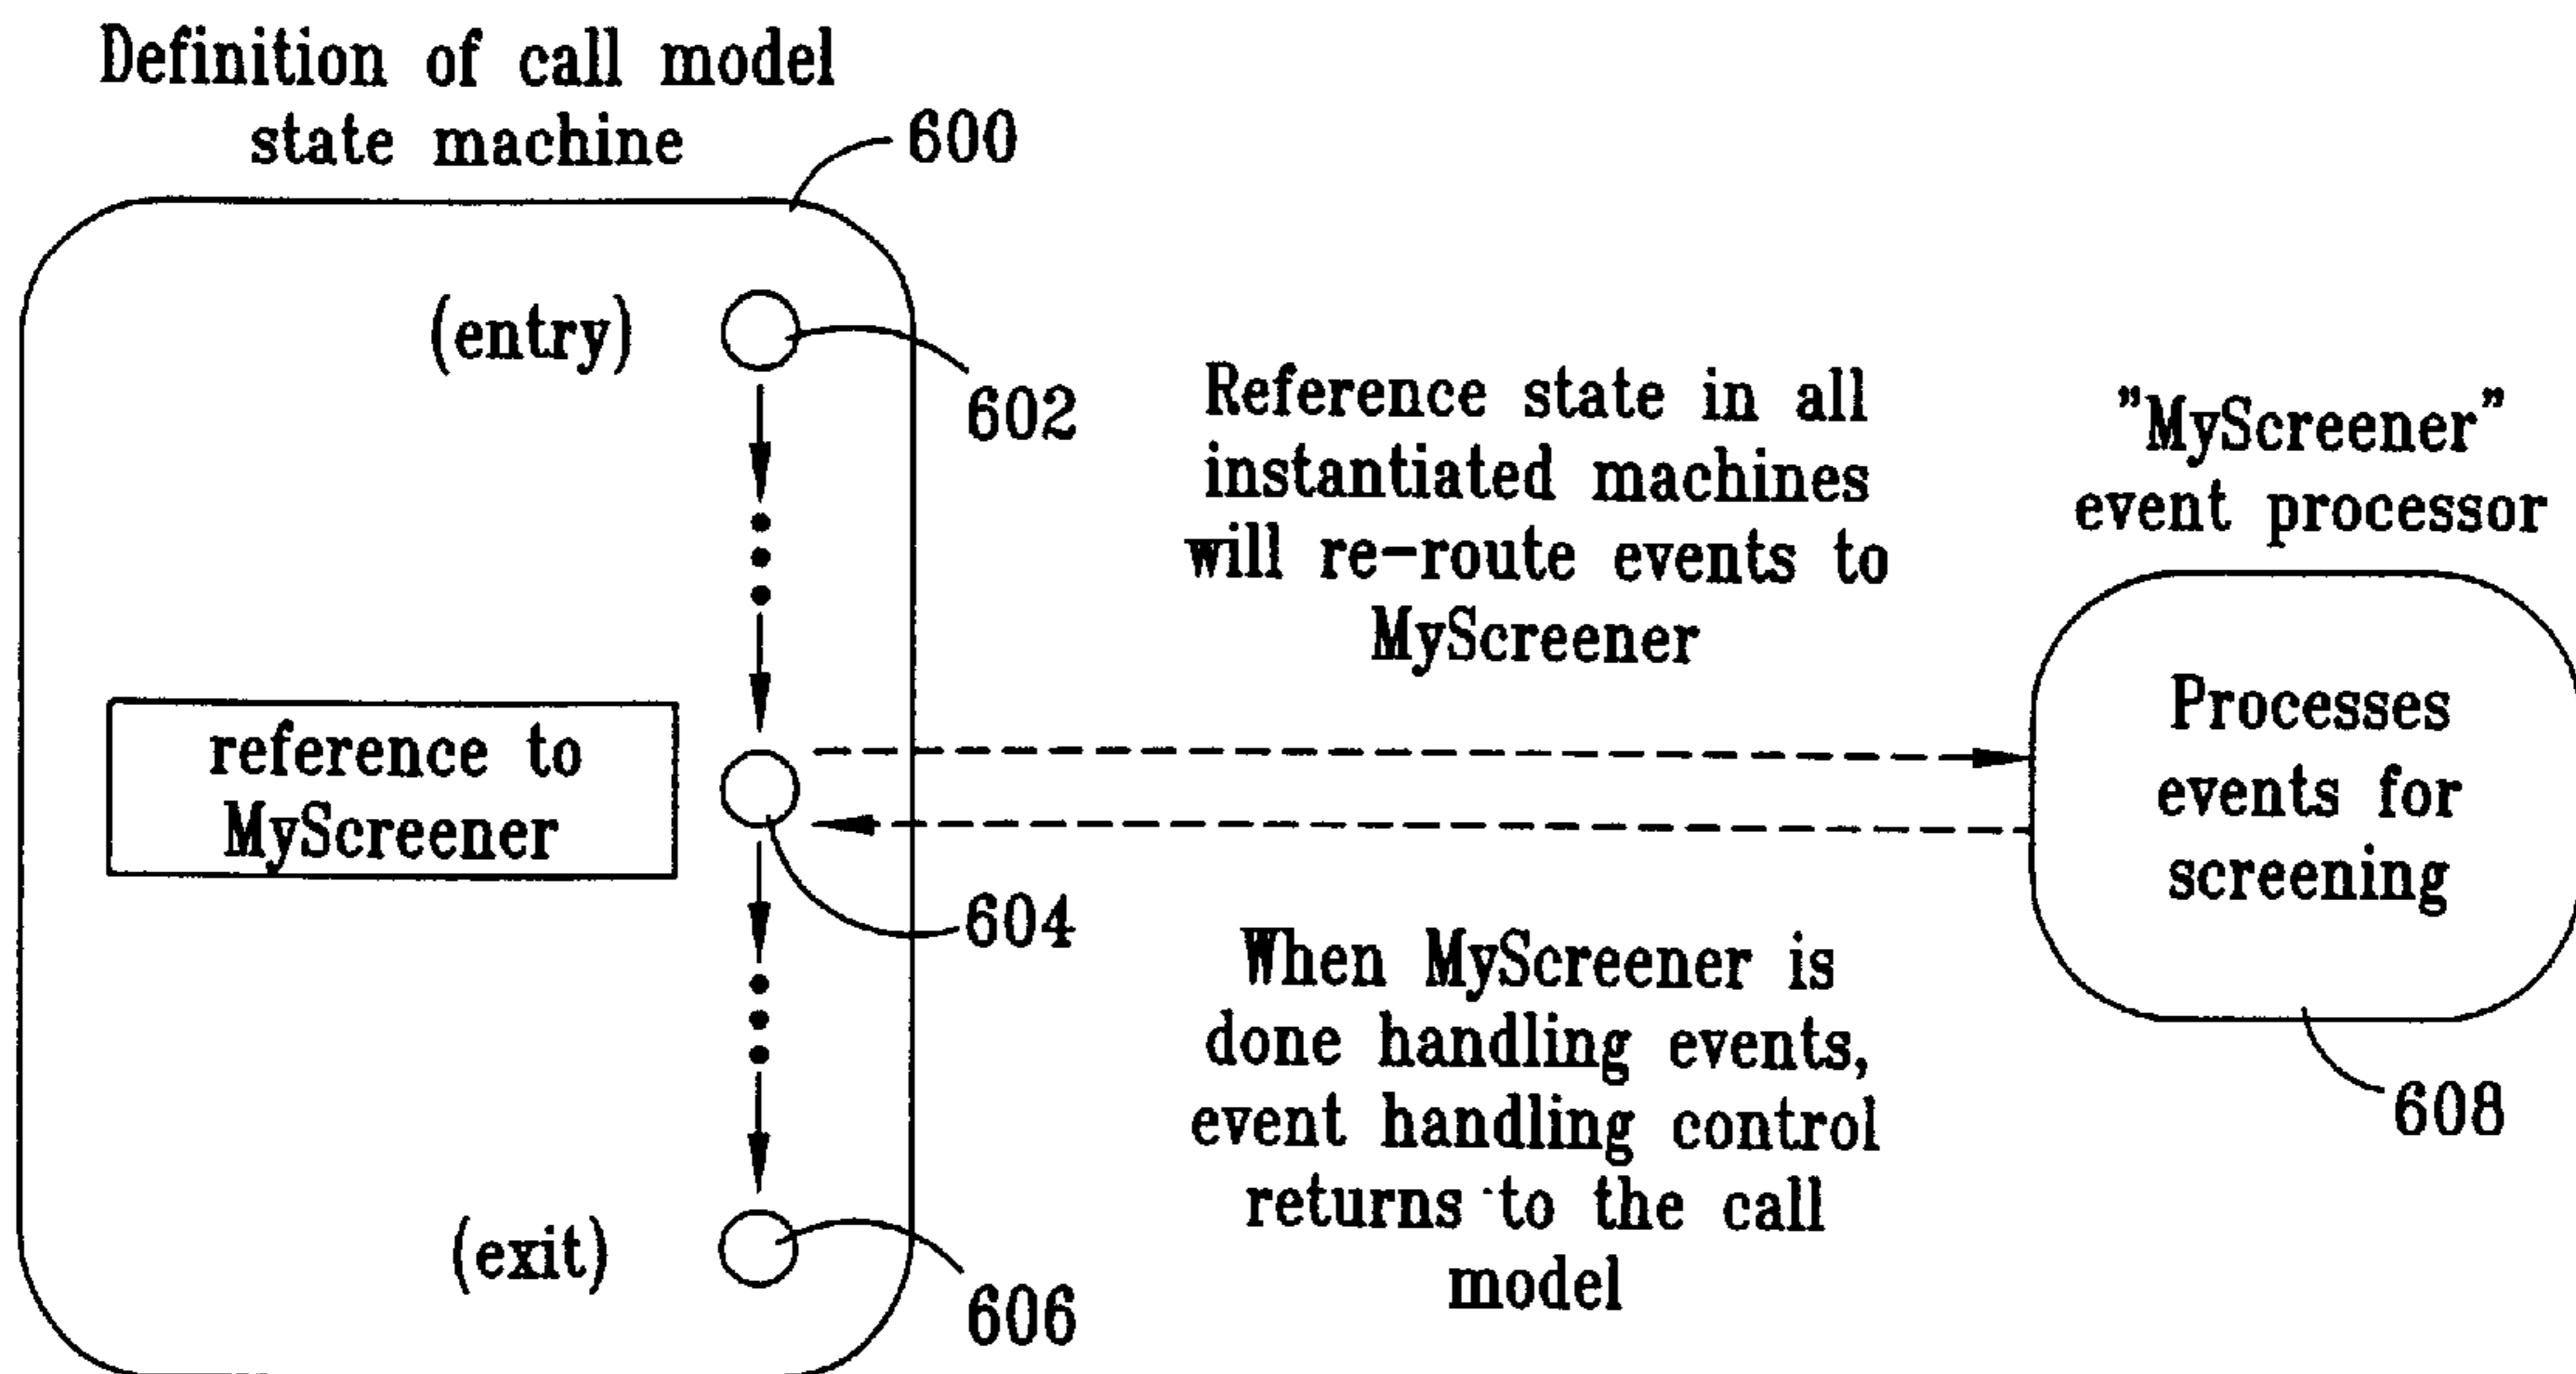 Definition of call model
state machine
600
(entry)
602
Reference state in all
instantiated machines
will re-route events to
MyScreener
"MyScreener"
event processor
reference to
MyScreener
Processes
events for
screening
604
When MyScreener is
done handling events,
event handling control
returns to the call
model
608
(exit)
606